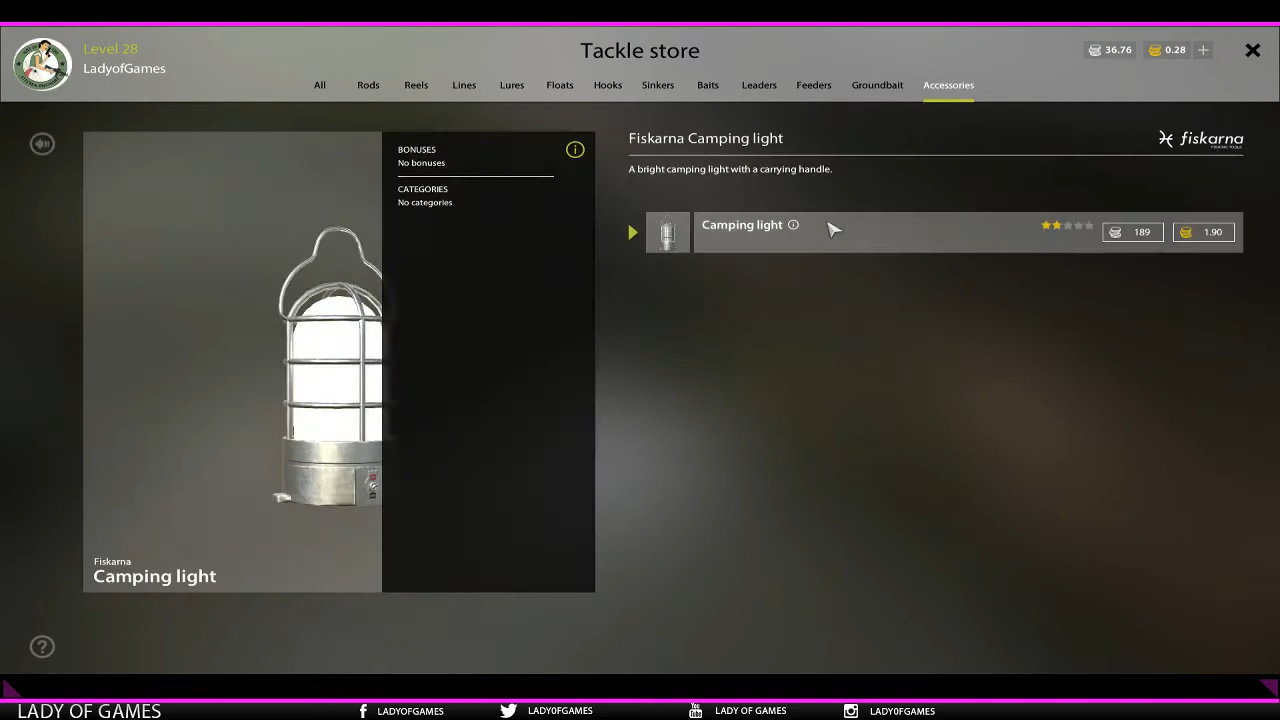 Level 28
LadyofGames
Tackle store
36.76
0.28
All Rods Reels Lines Lures Floats Hooks Sinkers Baits Leaders Feeders Groundbait Accessories
BONUSES
No bonuses
CATEGORIES
No categories
Fiskarna
Camping light
Fiskarna Camping light
fiskarna
A bright camping light with a carrying handle.
Camping light
189
1.90
LADY OF GAMES
LADYOFGAMES
LADY0FGAMES
LADY OF GAMES
LADY0FGAMES